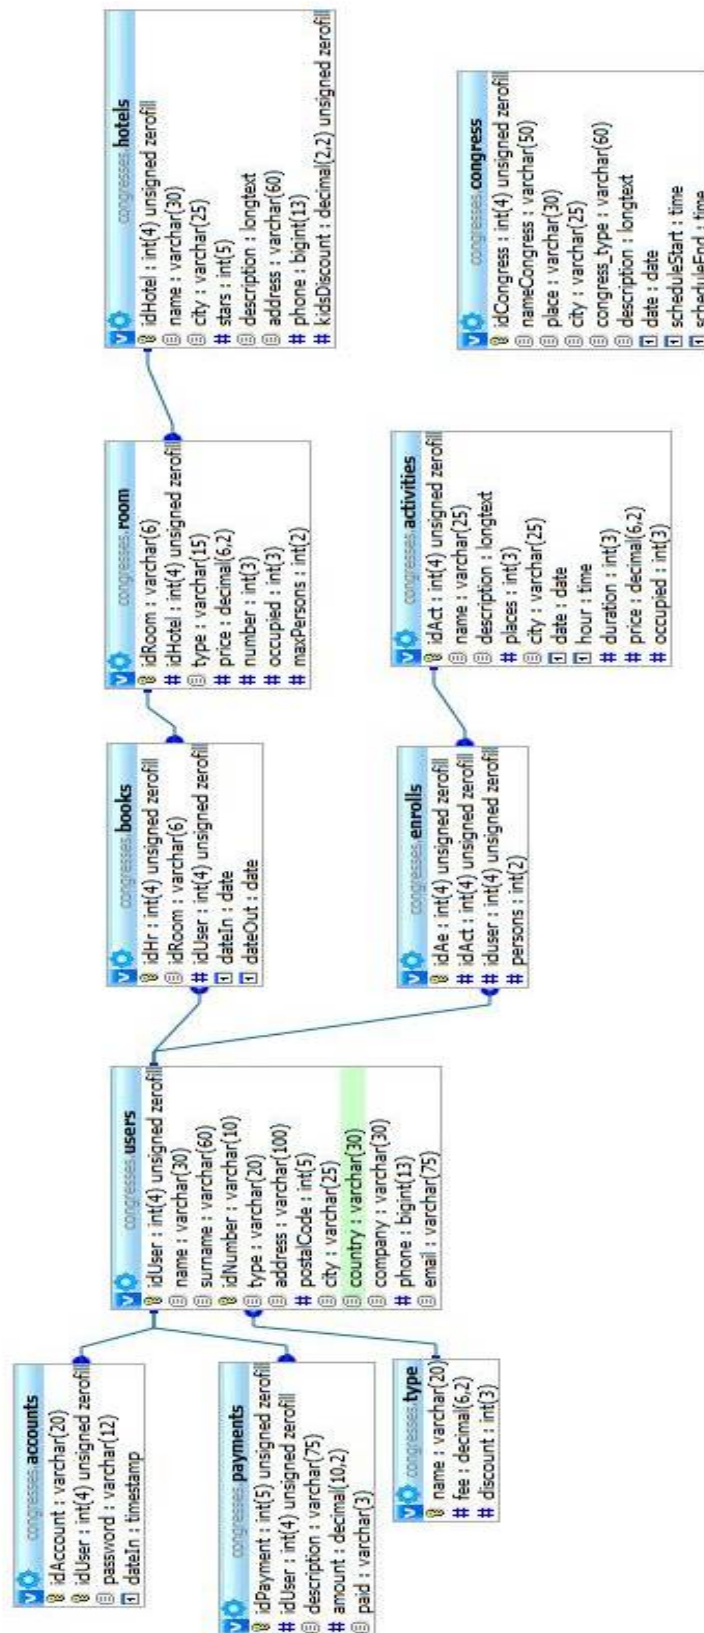 congresses.accounts
idAccount : varchar(20)
idUser : int(4) unsigned zerofill
password : varchar(12)
dateIn : timestamp
congresses.payments
idPayment : int(5) unsigned zerofill
idUser : int(4) unsigned zerofill
description : varchar(75)
amount : decimal(10,2)
paid : varchar(3)
congresses.type
name : varchar(20)
fee : decimal(6,2)
discount : int(3)
congresses.users
idUser : int(4) unsigned zerofill
name : varchar(30)
surname : varchar(60)
idNumber : varchar(10)
type : varchar(20)
address : varchar(100)
postalCode : int(5)
city : varchar(25)
country : varchar(30)
company : varchar(30)
phone : bigint(13)
email : varchar(75)
congresses.books
idHr : int(4) unsigned zerofill
idRoom : varchar(6)
idUser : int(4) unsigned zerofill
dateIn : date
dateOut : date
congresses.enrolls
idAe : int(4) unsigned zerofill
idAct : int(4) unsigned zerofill
iduser : int(4) unsigned zerofill
persons : int(2)
congresses.room
idRoom : varchar(6)
idHotel : int(4) unsigned zerofill
type : varchar(15)
price : decimal(6,2)
number : int(3)
occupied : int(3)
maxPersons : int(2)
congresses.activities
idAct : int(4) unsigned zerofill
name : varchar(25)
description : longtext
places : int(3)
city : varchar(25)
date : date
hour : time
duration : int(3)
price : decimal(6,2)
occupied : int(3)
congresses.hotels
idHotel : int(4) unsigned zerofill
name : varchar(30)
city : varchar(25)
stars : int(5)
description : longtext
address : varchar(60)
phone : bigint(13)
kidsDiscount : decimal(2,2) unsigned zerofill
congresses.congress
idCongress : int(4) unsigned zerofill
nameCongress : varchar(50)
place : varchar(30)
city : varchar(25)
congress_type : varchar(60)
description : longtext
date : date
scheduleStart : time
scheduleEnd : time